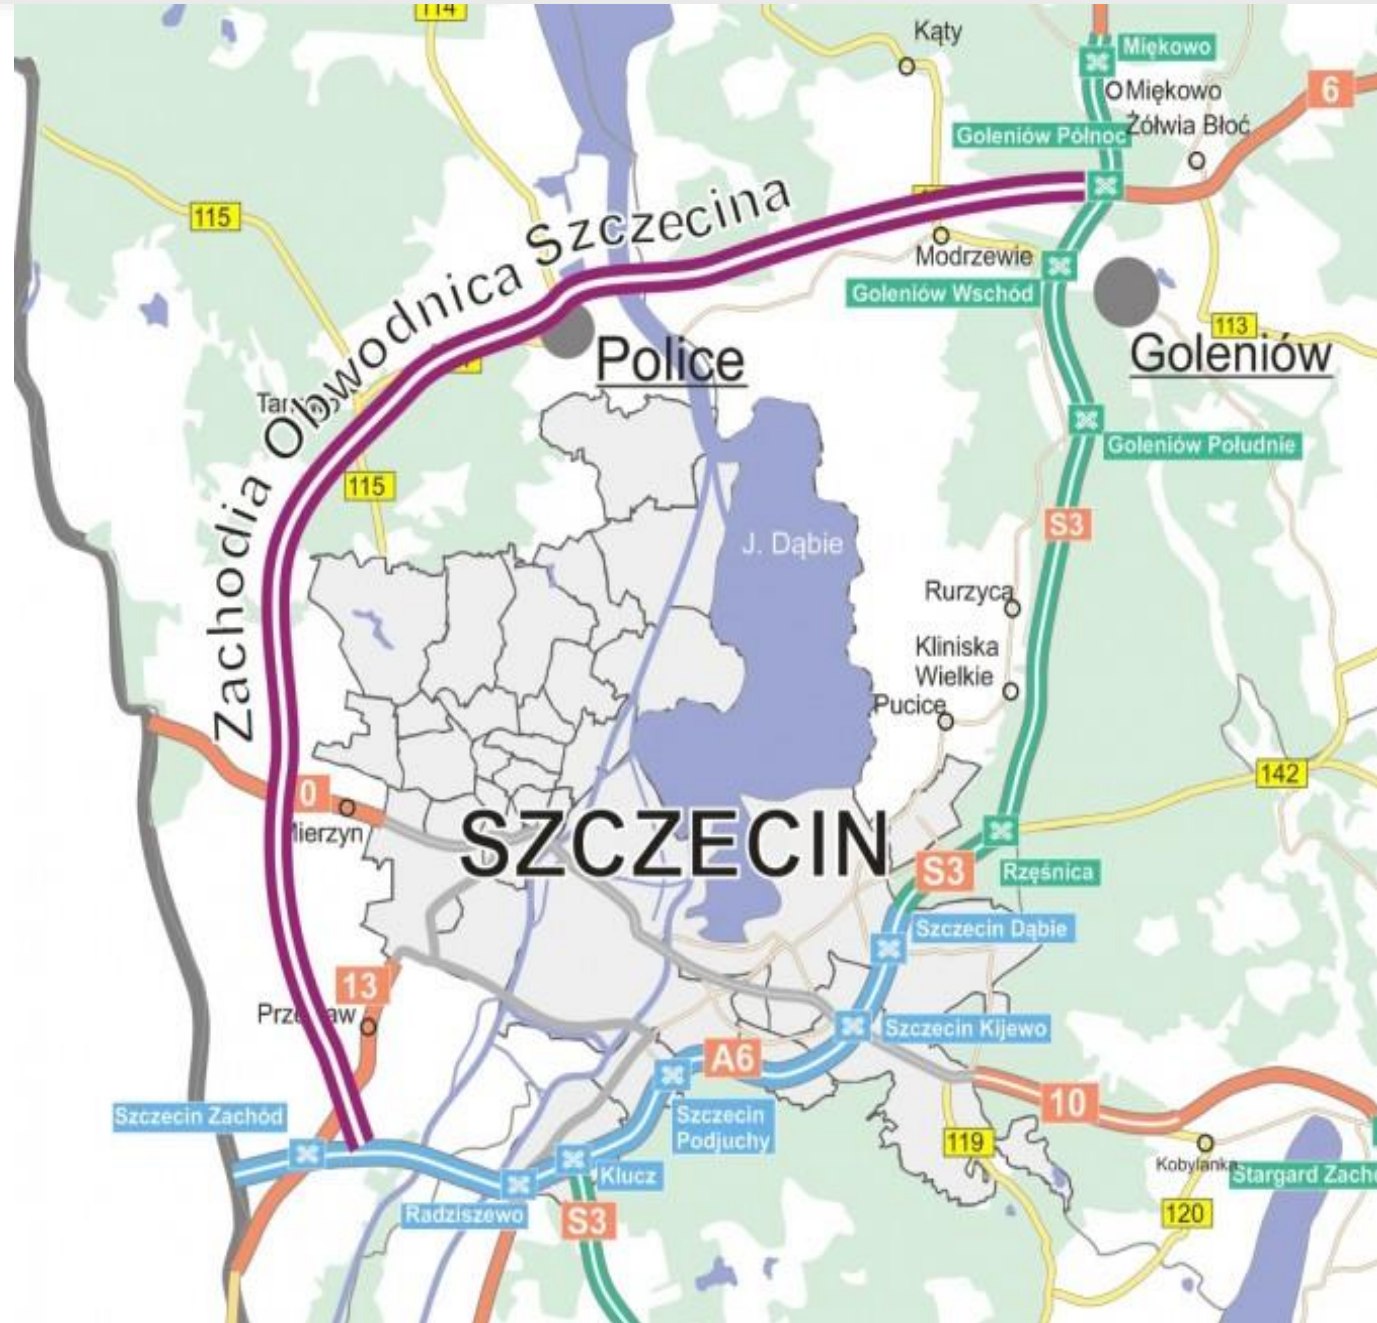 114
Kąty
Miękowo
Miękowo
6
Goleniów Północ
Żółwia Błoć
115
Zachodia Obwodnica Szczecina
Modrzewie
Goleniów Wschód
113
Goleniów
Police
115
Goleniów Południe
S3
J. Dąbie
Rurzyca
Kliniska
Wielkie
Pucice
142
0
Mierzyn
SZCZECIN
S3
Rzęśnica
Szczecin Dąbie
13
Szczecin Kijewo
A6
10
Szczecin Zachód
Szczecin
Podjuchy
119
Kobylanka
Klucz
Radziszewo
S3
120